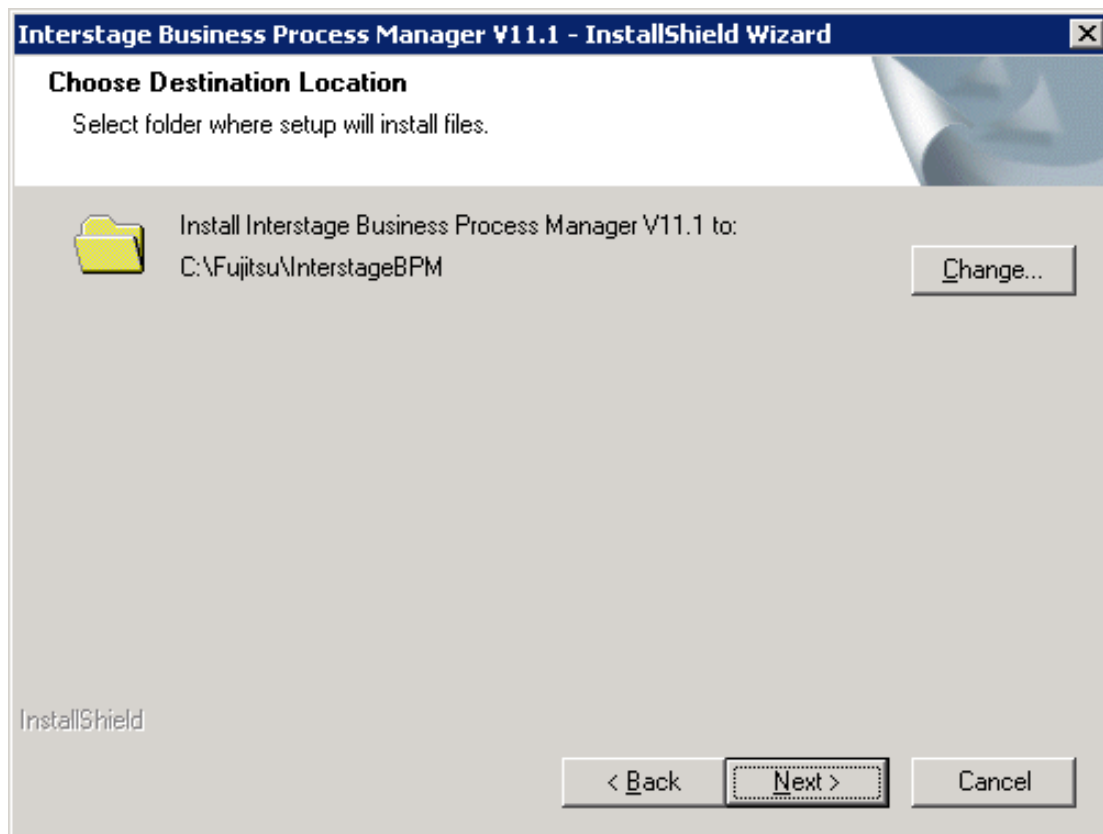 Interstage Business Process Manager V11.1 - InstallShield Wizard
Choose Destination Location
Select folder where setup will install files.
Install Interstage Business Process Manager V11.1 to:
C:\Fujitsu\InterstageBPM
Change...
InstallShield
< Back
Next >
Cancel